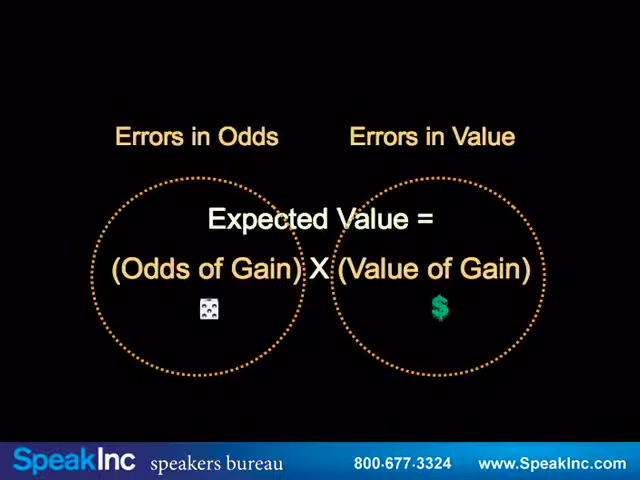 Errors in Odds Errors in Value
Expected Value =
(Odds of Gain) X (Value of Gain)
$
SpeakInc speakers bureau 800·677·3324 www.SpeakInc.com